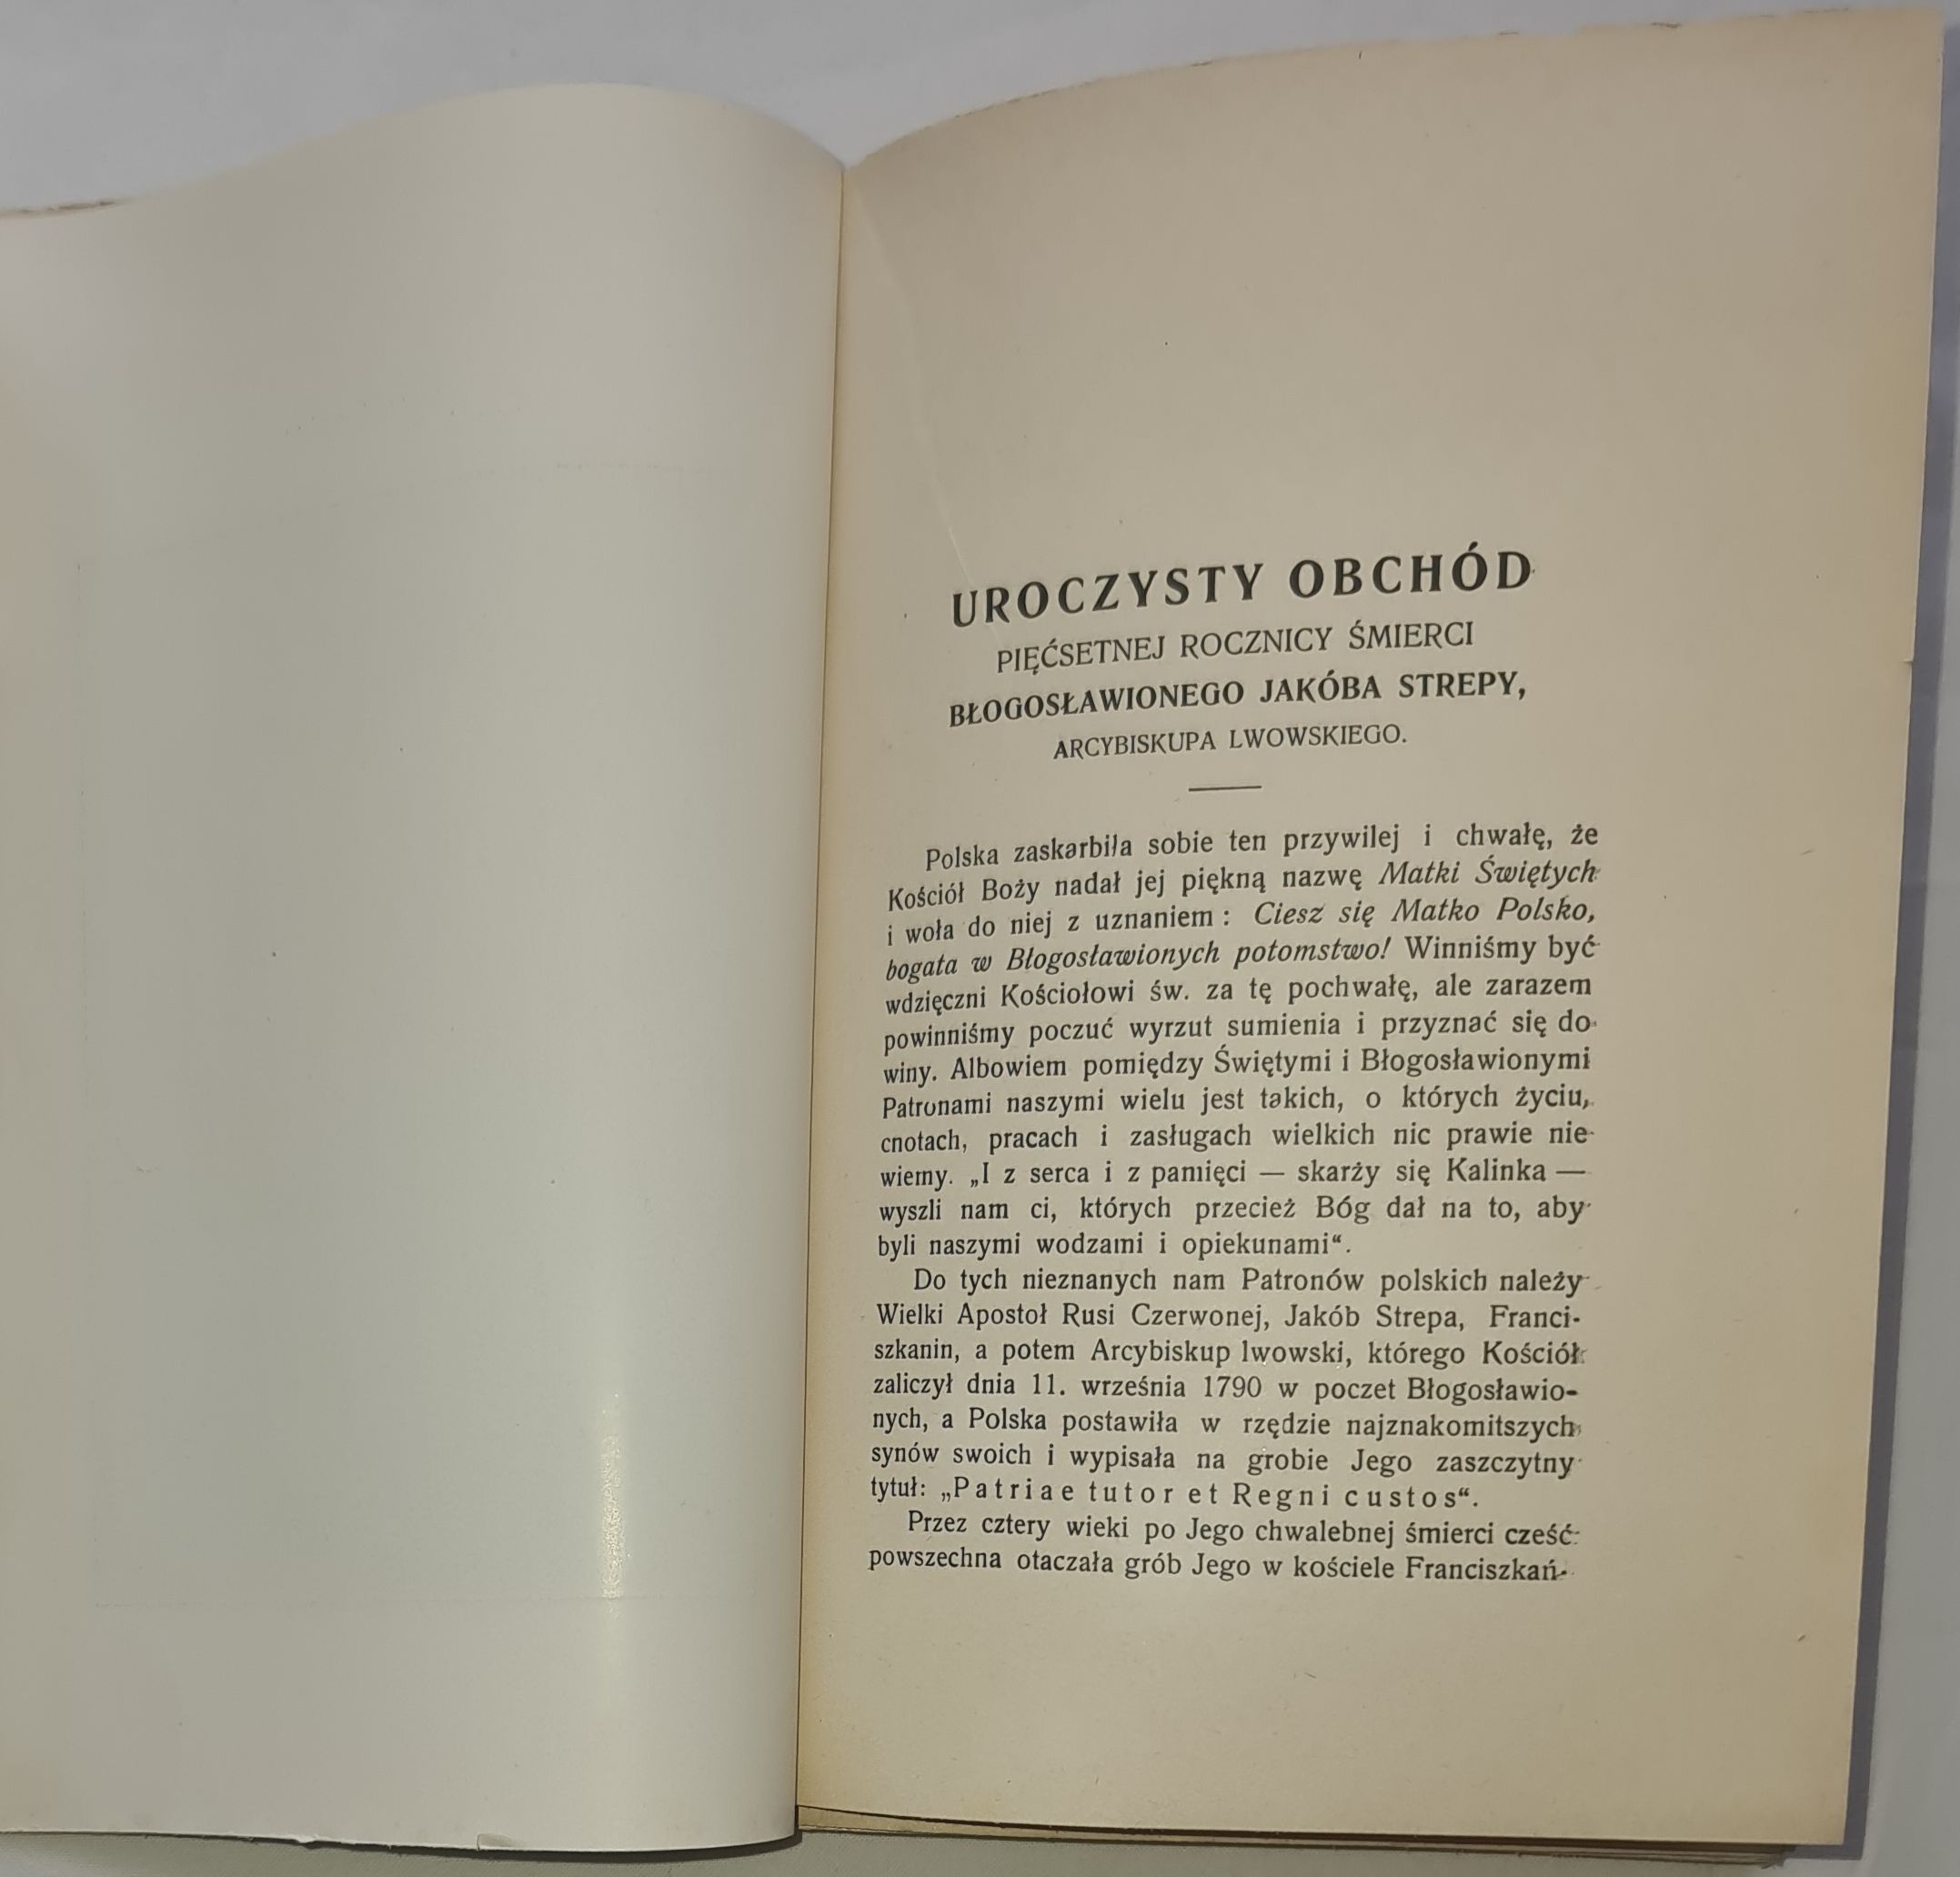 UROCZYSTY OBCHÓD
PIĘĆSETNEJ ROCZNICY ŚMIERCI
BŁOGOSŁAWIONEGO JAKÓBA STREPY,
ARCYBISKUPA LWOWSKIEGO.
Polska zaskarbiła sobie ten przywilej i chwałę, że
Kościół Boży nadał jej piękną nazwę Matki Świętych
i woła do niej z uznaniem : Ciesz się Matko Polsko,
bogata w Błogosławionych potomstwo! Winniśmy być
wdzięczni Kościołowi św. za tę pochwałę, ale zarazem
powinniśmy poczuć wyrzut sumienia i przyznać się do
winy. Albowiem pomiędzy Świętymi i Błogosławionymi
Patronami naszymi wielu jest takich, o których życiu,
cnotach, pracach i zasługach wielkich nic prawie nie
wiemy. „I z serca i z pamięci — skarży się Kalinka —
wyszli nam ci, których przecież Bóg dał na to, aby
byli naszymi wodzami i opiekunami“.
Do tych nieznanych nam Patronów polskich należy
Wielki Apostoł Rusi Czerwonej, Jakób Strepa, Franci-
szkanin, a potem Arcybiskup lwowski, którego Kościół
zaliczył dnia 11. września 1790 w poczet Błogosławio-
nych, a Polska postawiła w rzędzie najznakomitszych
synów swoich i wypisała na grobie Jego zaszczytny
tytuł: „Patriae tutor et Regni custos“.
Przez cztery wieki po Jego chwalebnej śmierci cześć
powszechna otaczała grób Jego w kościele Franciszkań-